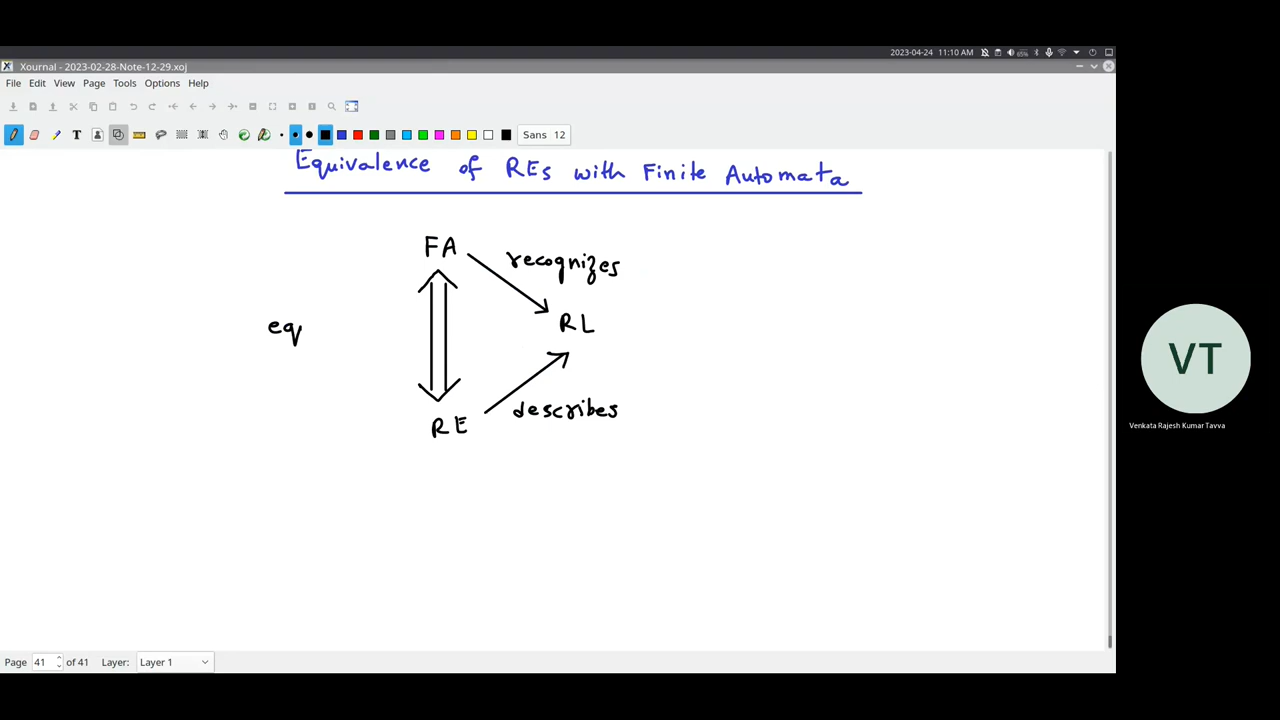 2023-04-24 11:10 AM
Xournal - 2023-02-28-Note-12-29.xoj
File Edit View Page Tools Options Help
Sans 12
Equivalence of REs with Finite Automata
FA
recognizes
eq
RL
VT
describes
RE
Venkata Rajesh Kumar Tavva
Page 41 of 41 Layer: Layer 1